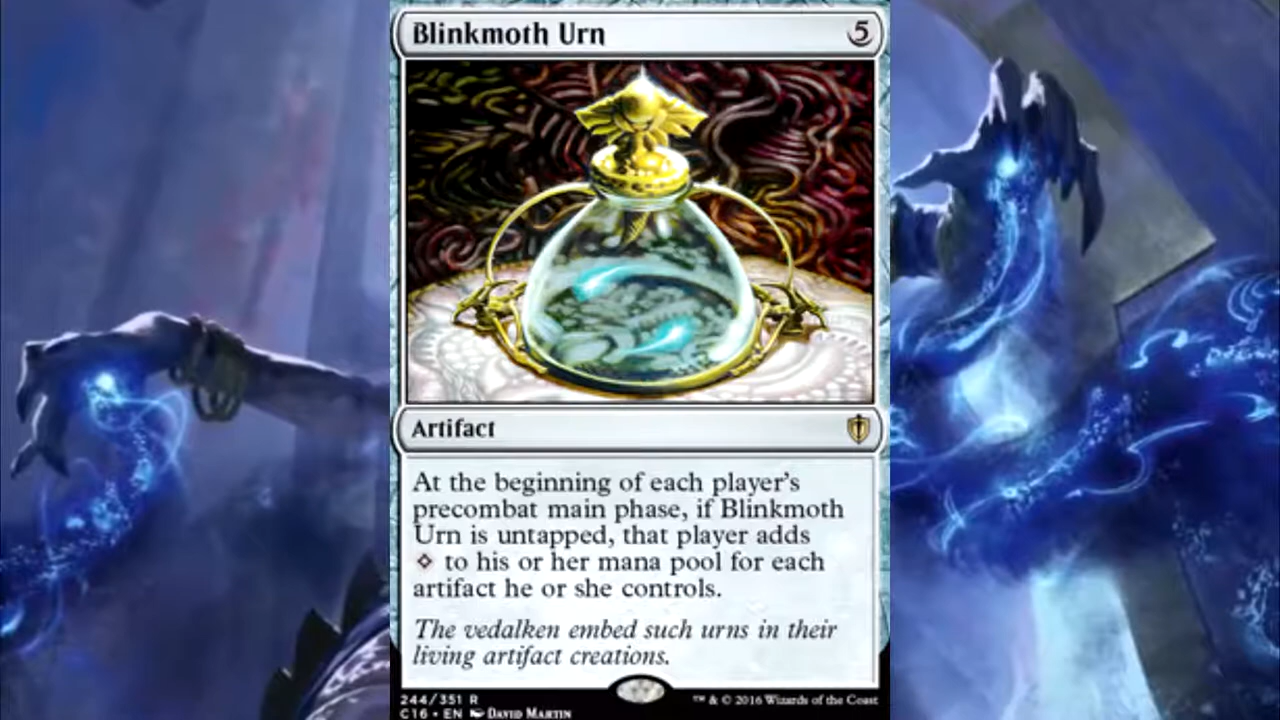 Blinkmoth Urn 5
Artifact
At the beginning of each player's
precombat main phase, if Blinkmoth
Urn is untapped, that player adds
to his or her mana pool for each
artifact he or she controls.
The vedalken embed such urns in their
living artifact creations.
244/351 R ™ & © 2016 Wizards of the Coast
C16 • EN David Martin